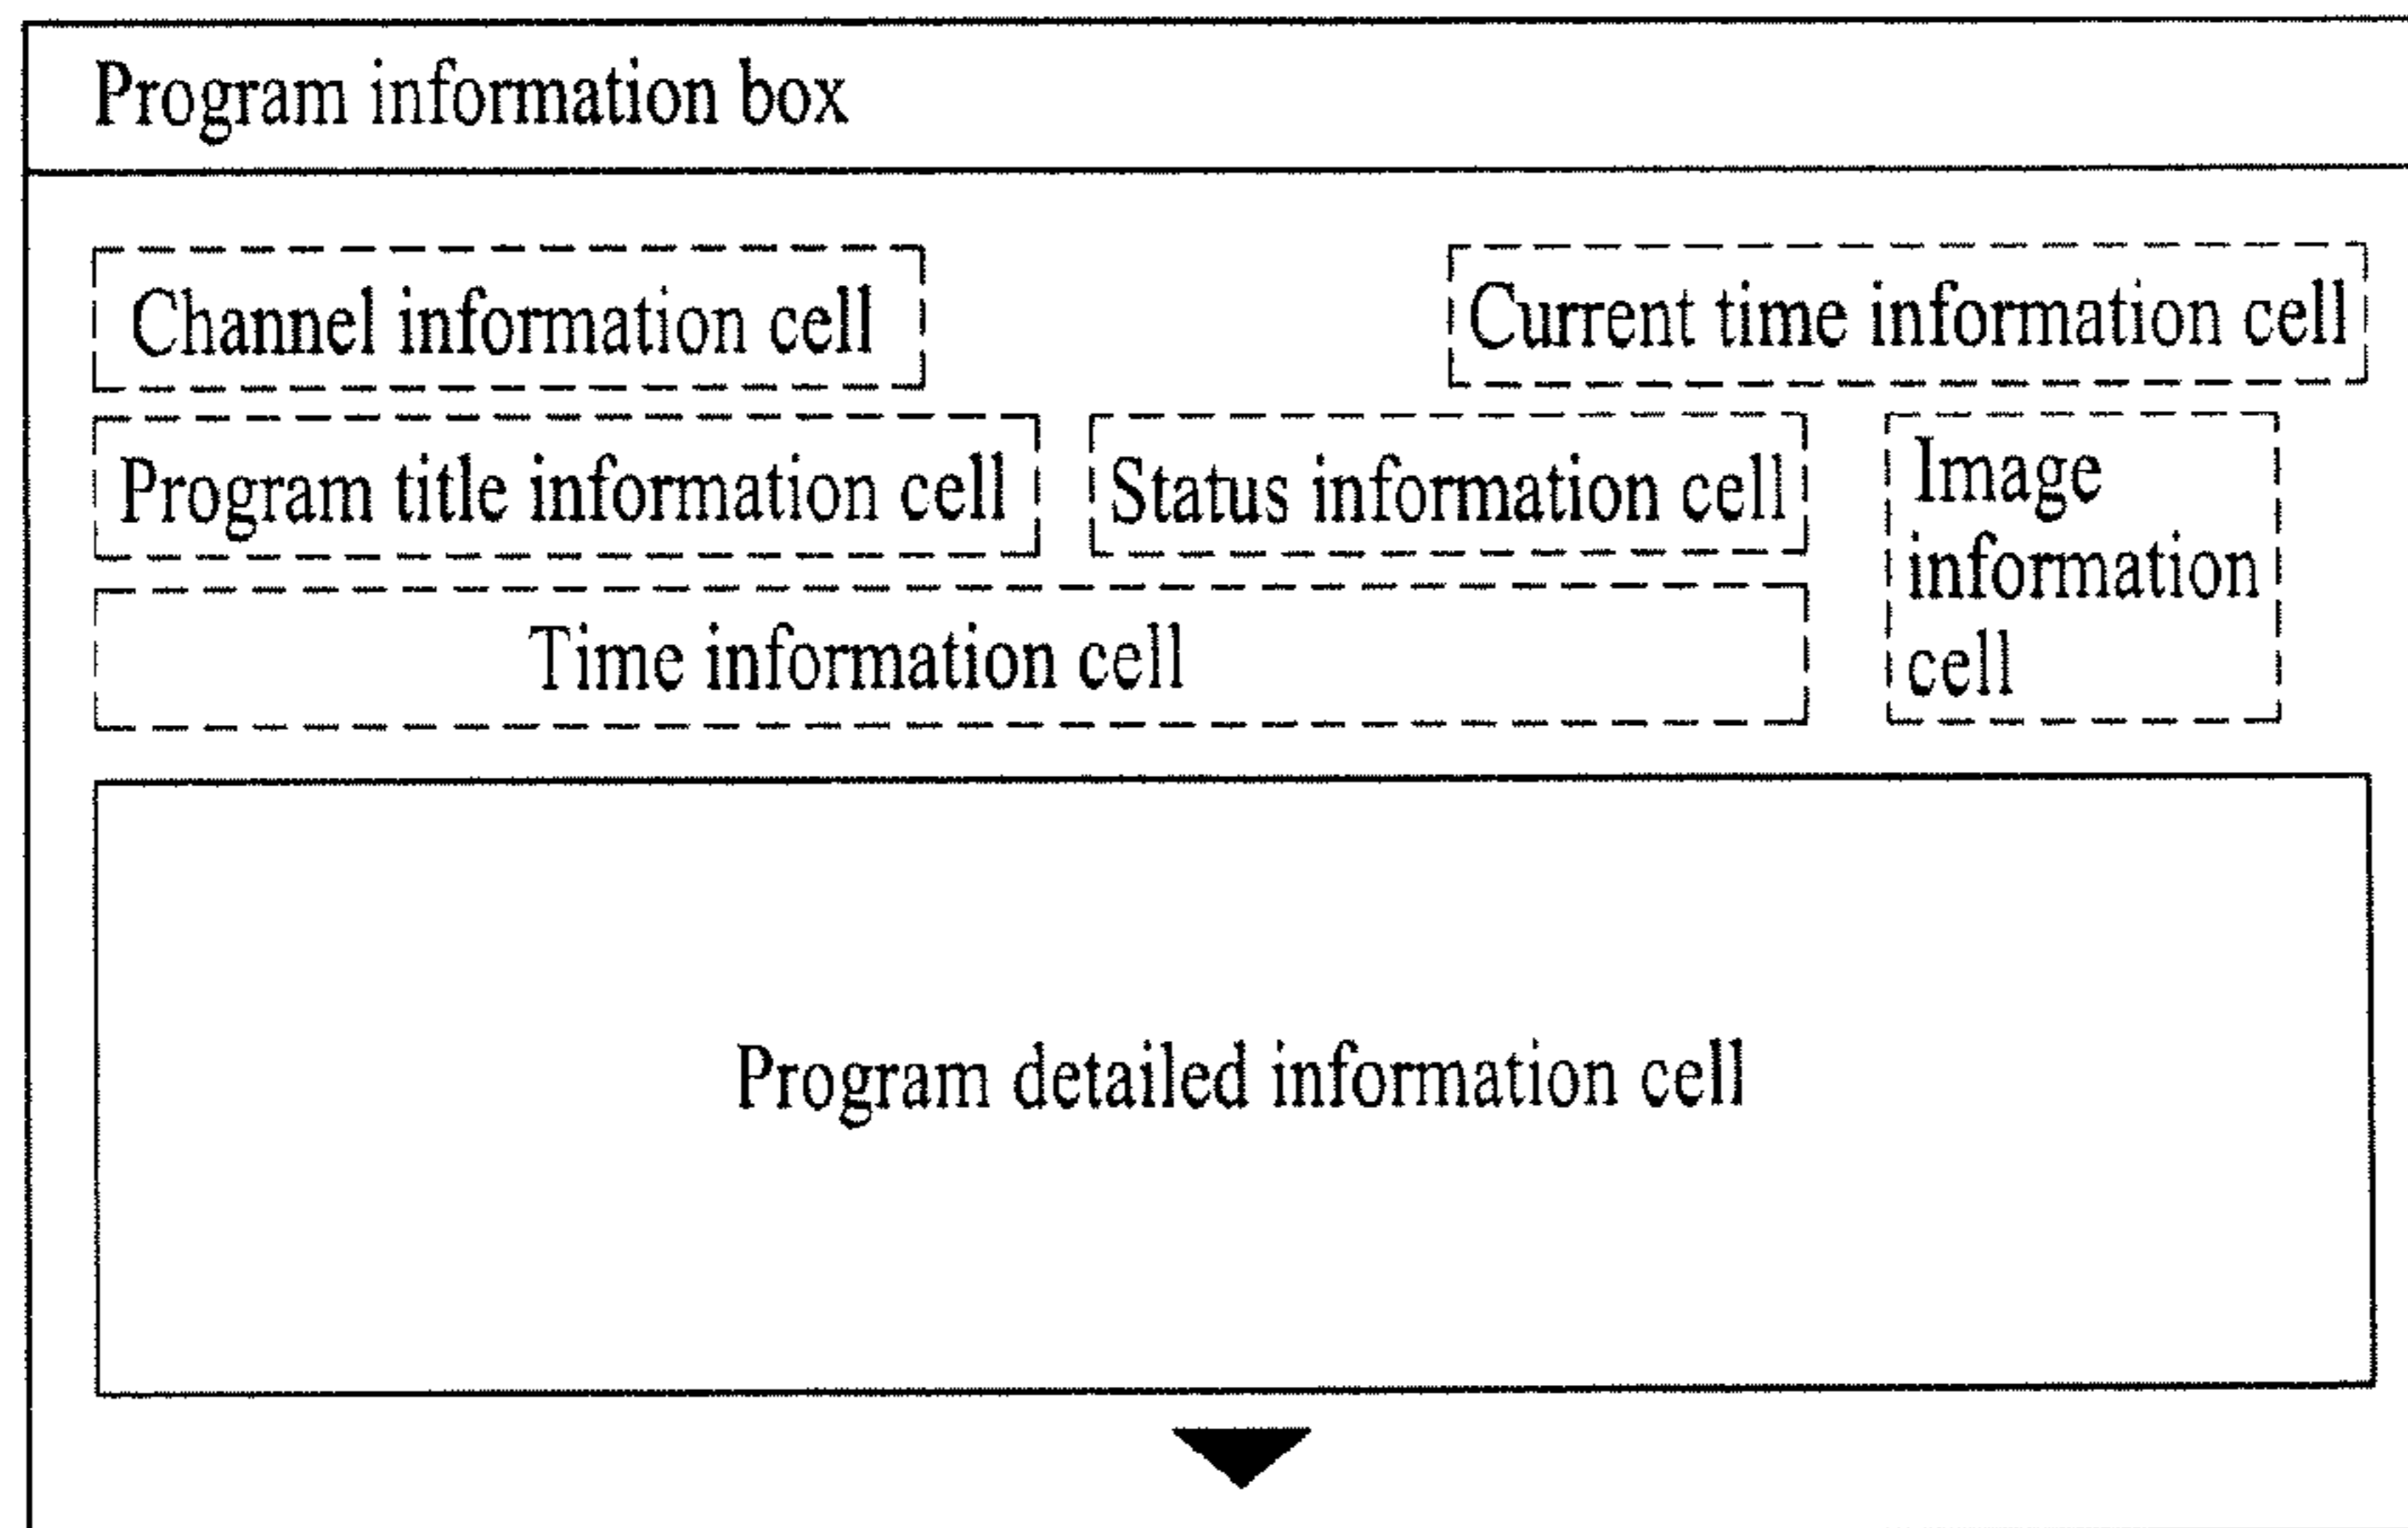 Program information box
Channel information cell
Current time information cell
Program title information cell
Status information cell
Image
information
cell
Time information cell
Program detailed information cell